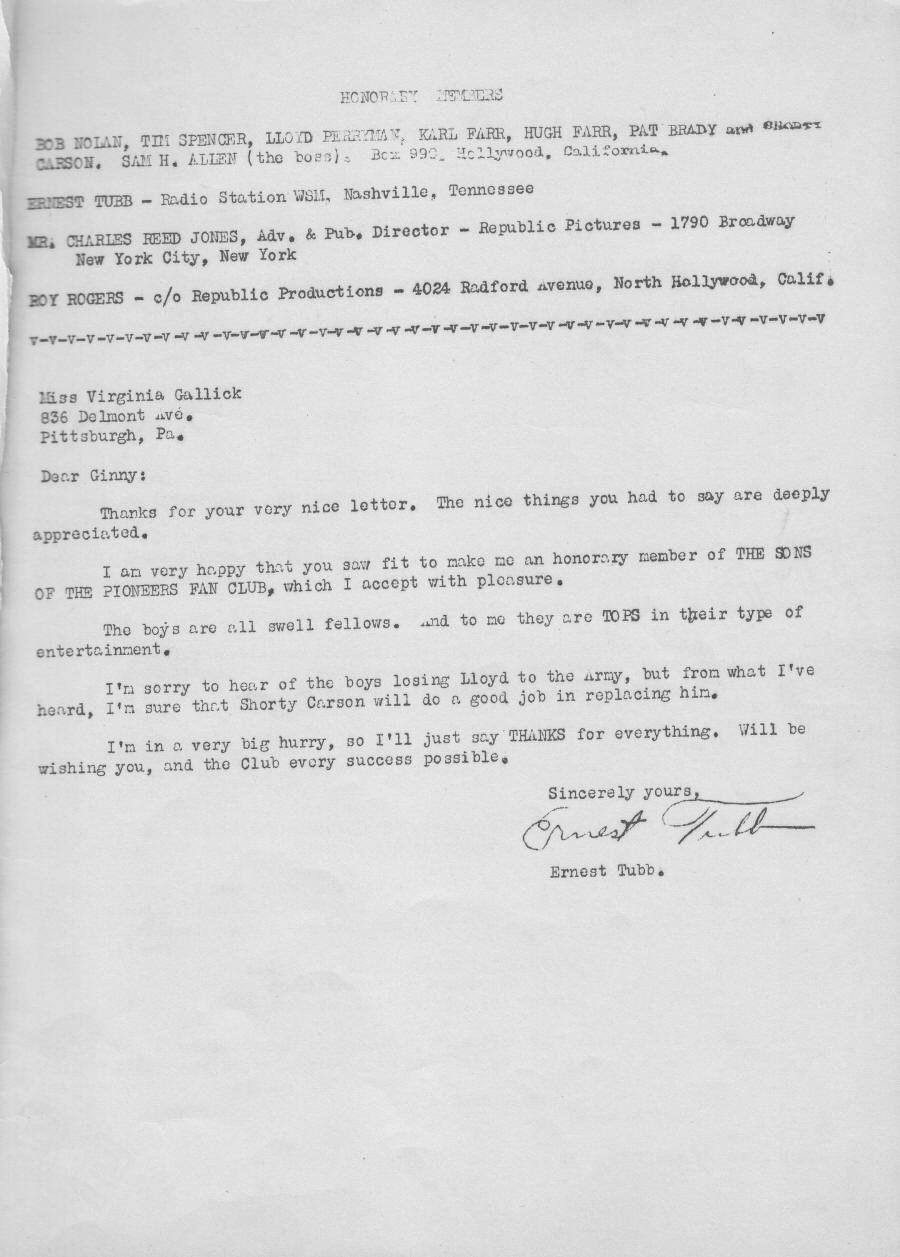 HONORARY MEMBERS
BOB NOLAN, TIM SPENCER, LLOYD PERRYMAN, KARL FARR, HUGH FARR, PAT BRADY and SHORTY
CARSON. SAM H. ALLEN (the boss). Box 990, Hollywood, California.
ERNEST TUBB - Radio Station WSM, Nashville, Tennessee
MR. CHARLES REED JONES, Adv. & Pub. Director - Republic Pictures - 1790 Broadway
New York City, New York
ROY ROGERS - c/o Republic Productions - 4024 Radford Avenue, North Hollywood, Calif.
v-v-v-v-v-v-v-v-v-v-v-v-v-v-v-v-v-v-v-v-v-v-v-v-v-v-v-v-v-v-v-v-v-v-v-v-v-v-v-v-v-v
Miss Virginia Gallick
836 Delmont Ave.
Pittsburgh, Pa.
Dear Ginny:
Thanks for your very nice letter. The nice things you had to say are deeply
appreciated.
I am very happy that you saw fit to make me an honorary member of THE SONS
OF THE PIONEERS FAN CLUB, which I accept with pleasure.
The boys are all swell fellows. And to me they are TOPS in their type of
entertainment.
I'm sorry to hear of the boys losing Lloyd to the Army, but from what I've
heard, I'm sure that Shorty Carson will do a good job in replacing him.
I'm in a very big hurry, so I'll just say THANKS for everything. Will be
wishing you, and the Club every success possible.
Sincerely yours,
Ernest Tubb
Ernest Tubb.